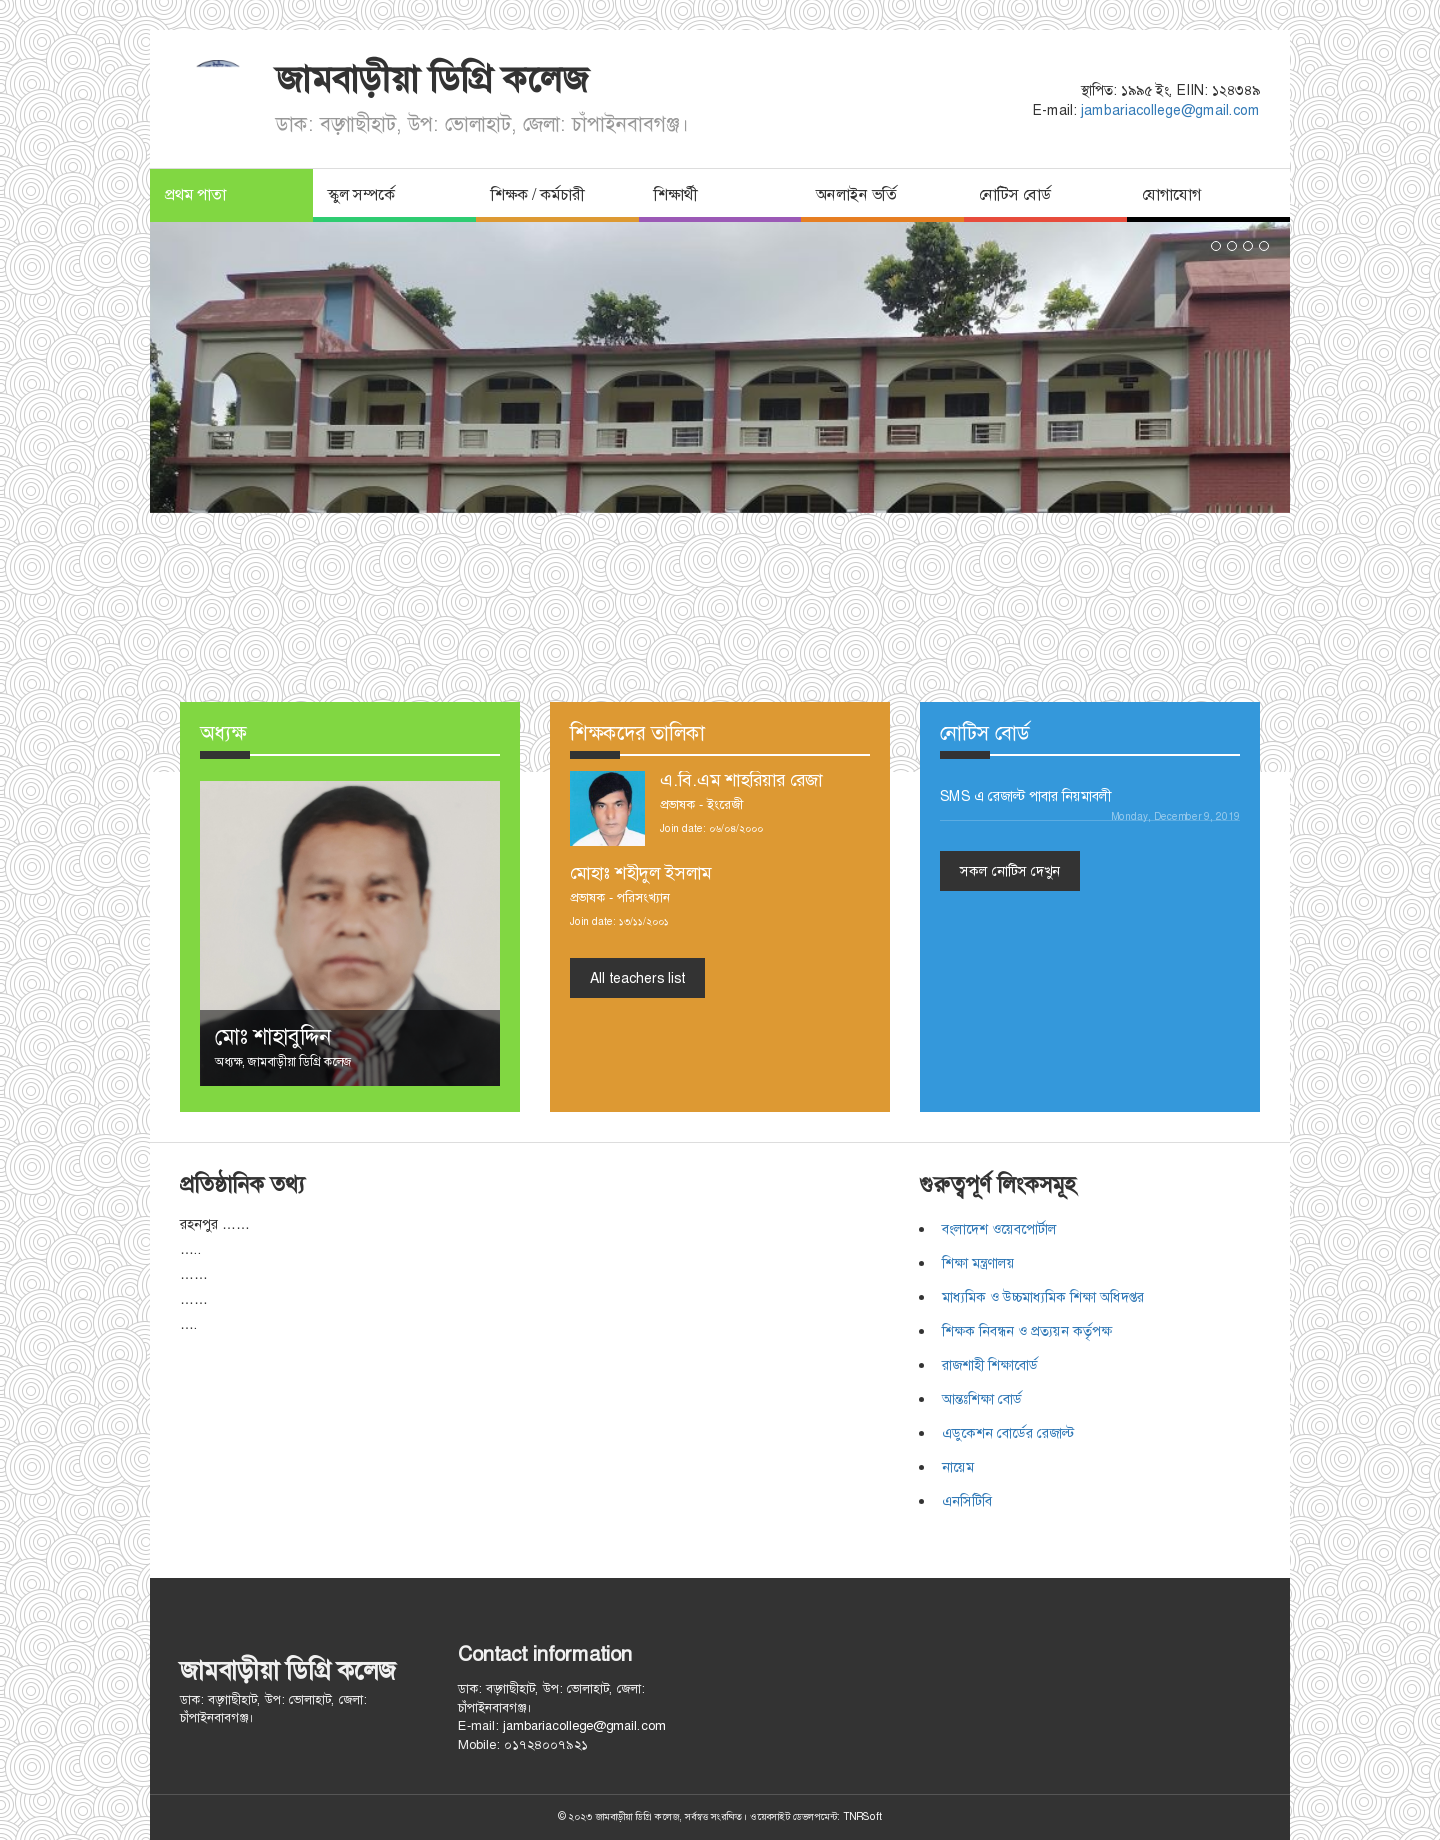 জামবাড়ীয়া ডিগ্রি কলেজ
ডাক: বড়্গাছীহাট, উপ: ভোলাহাট, জেলা: চাঁপাইনবাবগঞ্জ।
স্থাপিত: ১৯৯৫ ইং, EIIN: ১২৪৩৪৯
E-mail: jambariacollege@gmail.com
প্রথম পাতা
স্কুল সম্পর্কে
শিক্ষক / কর্মচারী
শিক্ষার্থী
অনলাইন ভর্তি
নোটিস বোর্ড
যোগাযোগ
অধ্যক্ষ
মোঃ শাহাবুদ্দিন
অধ্যক্ষ, জামবাড়ীয়া ডিগ্রি কলেজ
শিক্ষকদের তালিকা
এ.বি.এম শাহরিয়ার রেজা
প্রভাষক - ইংরেজী
Join date: ০৬/০৪/২০০০
মোহাঃ শহীদুল ইসলাম
প্রভাষক - পরিসংখ্যান
Join date: ১৩/১১/২০০১
All teachers list
নোটিস বোর্ড
SMS এ রেজাল্ট পাবার নিয়মাবলী
Monday, December 9, 2019
সকল নোটিস দেখুন
প্রতিষ্ঠানিক তথ্য
রহনপুর ……
…..
……
……
….
গুরুত্বপূর্ণ লিংকসমূহ
বংলাদেশ ওয়েবপোর্টাল
শিক্ষা মন্ত্রণালয়
মাধ্যমিক ও উচ্চমাধ্যমিক শিক্ষা অধিদপ্তর
শিক্ষক নিবন্ধন ও প্রত্যয়ন কর্তৃপক্ষ
রাজশাহী শিক্ষাবোর্ড
আন্তঃশিক্ষা বোর্ড
এডুকেশন বোর্ডের রেজাল্ট
নায়েম
এনসিটিবি
জামবাড়ীয়া ডিগ্রি কলেজ
ডাক: বড়্গাছীহাট, উপ: ভোলাহাট, জেলা:
চাঁপাইনবাবগঞ্জ।
Contact information
ডাক: বড়্গাছীহাট, উপ: ভোলাহাট, জেলা:
চাঁপাইনবাবগঞ্জ।
E-mail: jambariacollege@gmail.com
Mobile: ০১৭২৪০০৭৯২১
© ২০২৩ জামবাড়ীয়া ডিগ্রি কলেজ, সর্বস্বত্ত সংরক্ষিত। ওয়েবসাইট ডেভলপমেন্ট: TNRSoft